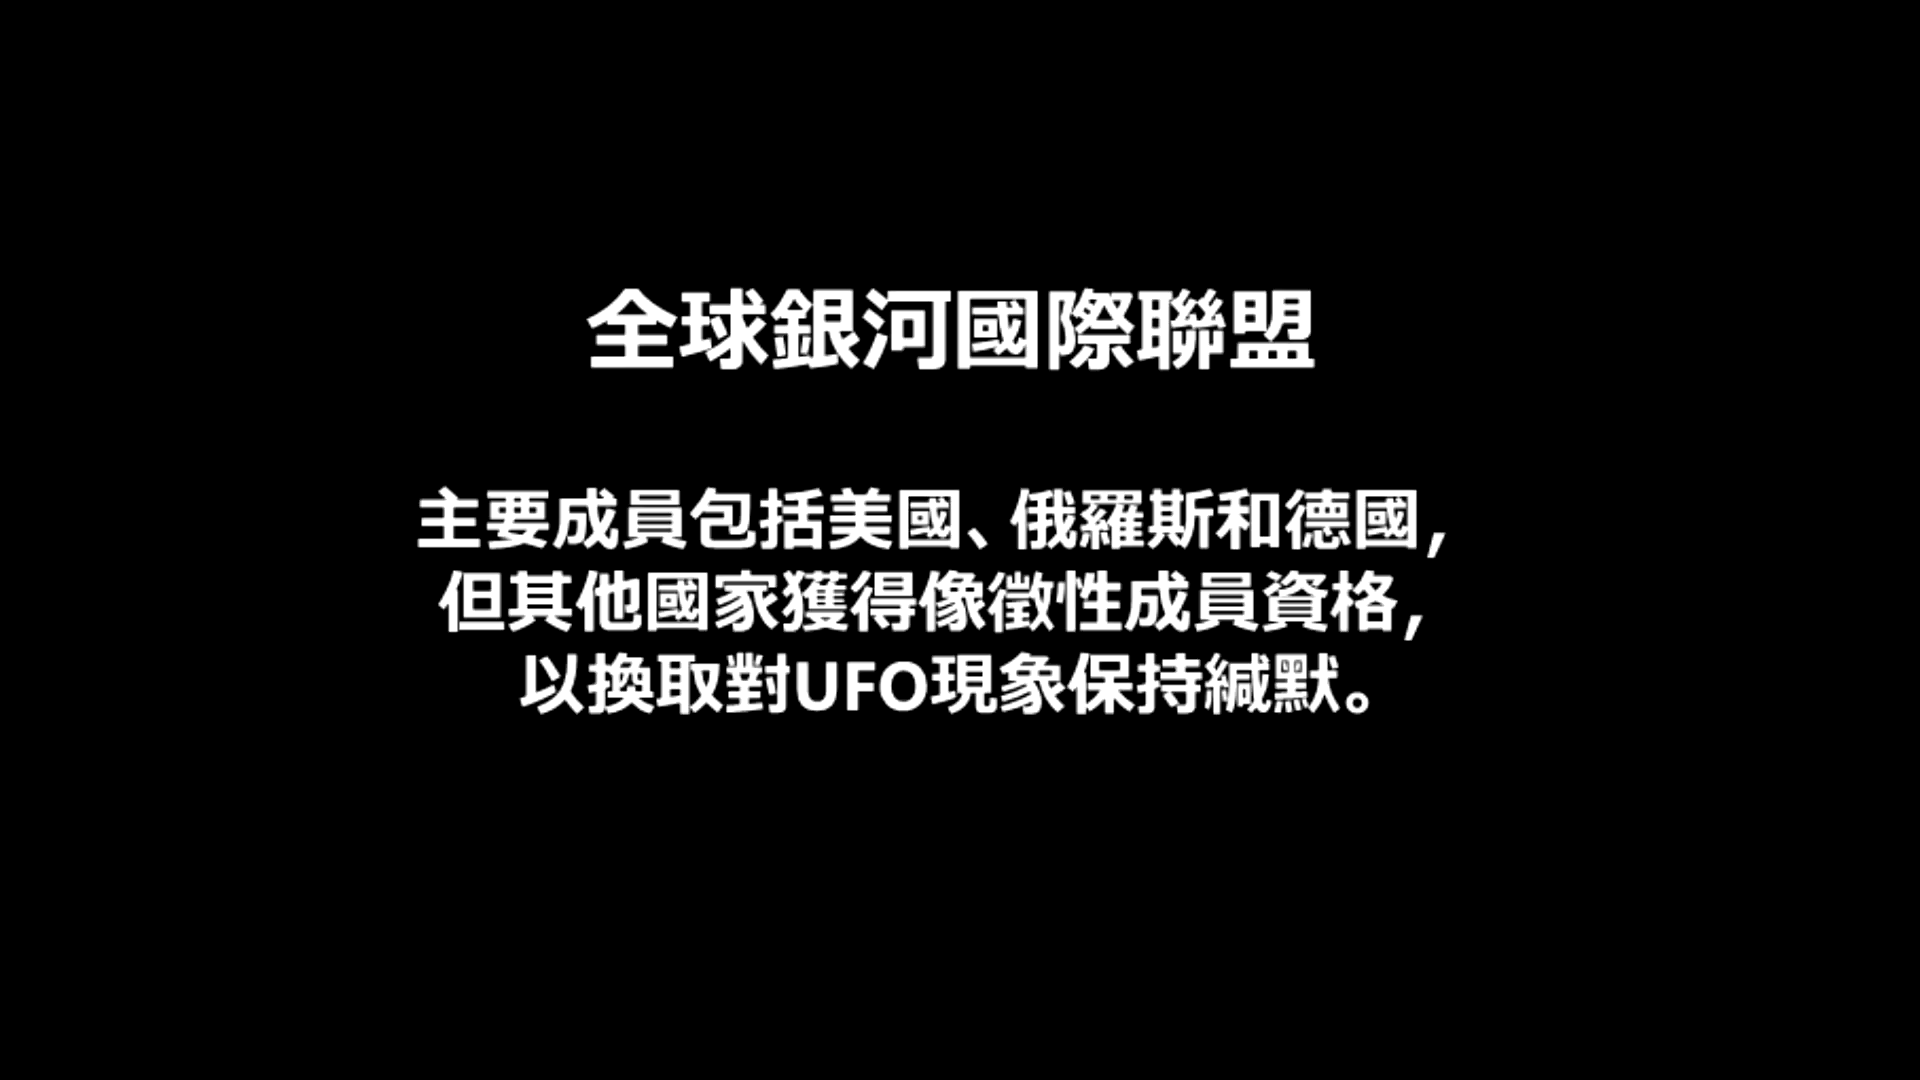 全球銀河國際聯盟
主要成員包括美國、俄羅斯和德國，
但其他國家獲得像徵性成員資格，
以換取對UFO現象保持緘默。